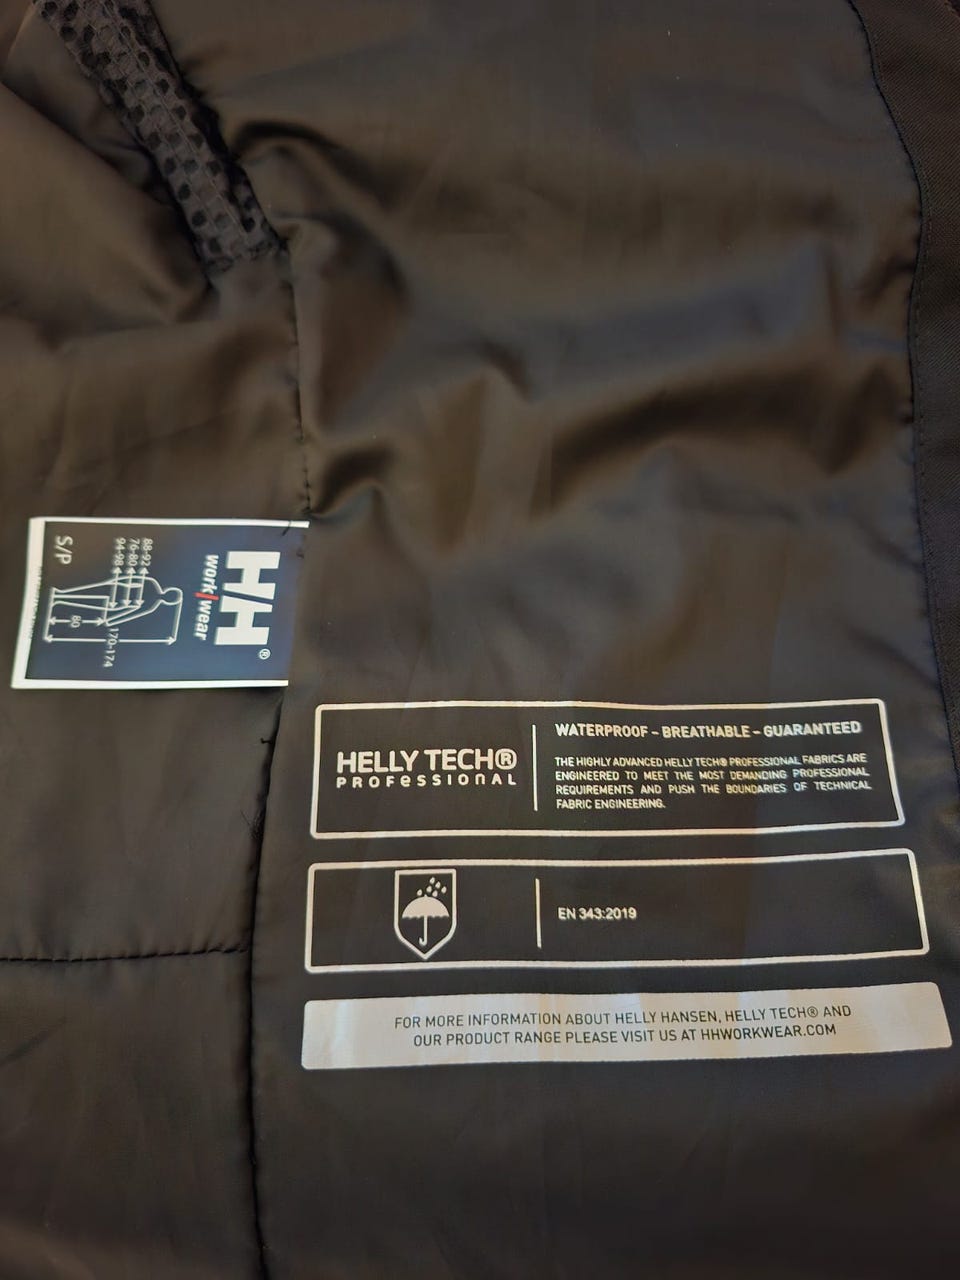 H/H®
work/wear
88-92
76-80
94-98
80
170-174
S/P
HELLY TECH®
PROFESSIONAL
WATERPROOF - BREATHABLE - GUARANTEED
THE HIGHLY ADVANCED HELLY TECH® PROFESSIONAL FABRICS ARE
ENGINEERED TO MEET THE MOST DEMANDING PROFESSIONAL
REQUIREMENTS AND PUSH THE BOUNDARIES OF TECHNICAL
FABRIC ENGINEERING.
EN 343:2019
FOR MORE INFORMATION ABOUT HELLY HANSEN, HELLY TECH® AND
OUR PRODUCT RANGE PLEASE VISIT US AT HHWORKWEAR.COM